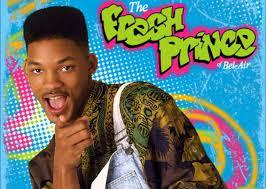 The
Fresh
Prince
of Bel-Air